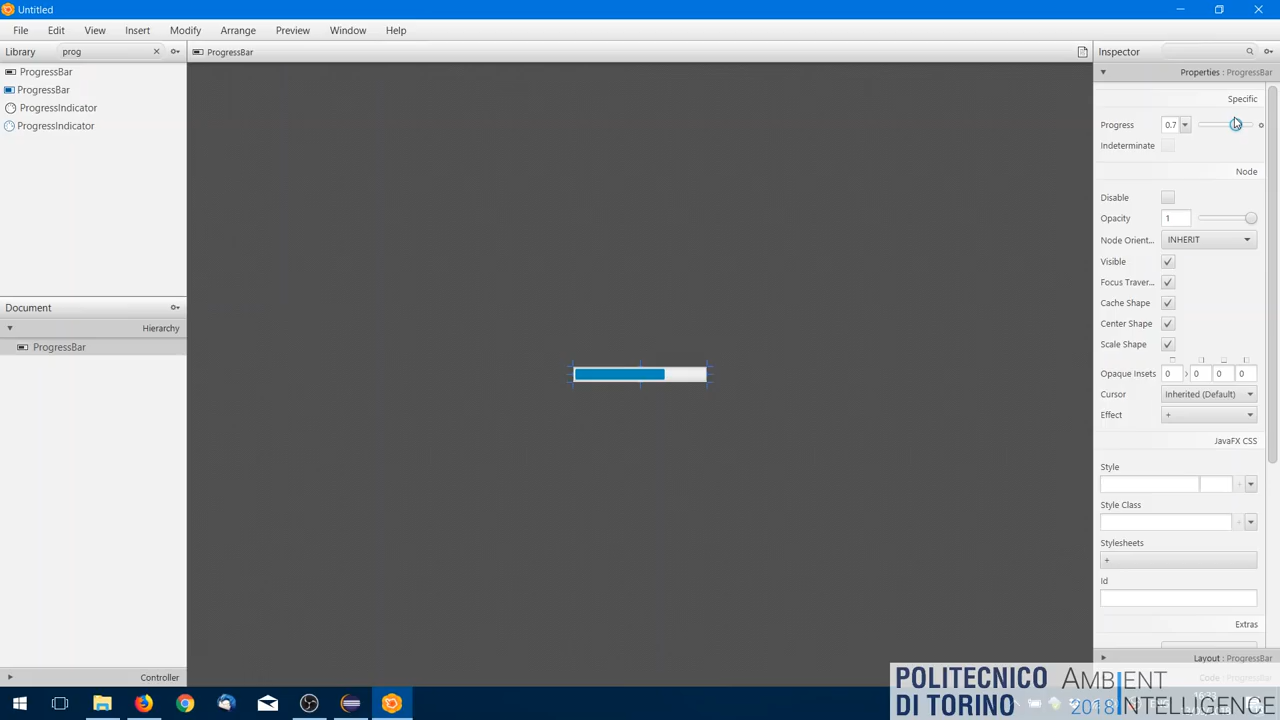 Untitled
File Edit View Insert Modify Arrange Preview Window Help
Library prog
ProgressBar
ProgressBar
ProgressIndicator
ProgressIndicator
Document
Hierarchy
ProgressBar
Controller
ProgressBar
Inspector
Properties : ProgressBar
Specific
Progress 0.7
Indeterminate
Node
Disable
Opacity 1
Node Orient... INHERIT
Visible
Focus Traver...
Cache Shape
Center Shape
Scale Shape
Opaque Insets 0 0 0 0
Cursor Inherited (Default)
Effect +
JavaFX CSS
Style
Style Class
Stylesheets
+
Id
Extras
Layout : ProgressBar
Code : ProgressBar
POLITECNICO DI TORINO
AMBIENT INTELLIGENCE 2018